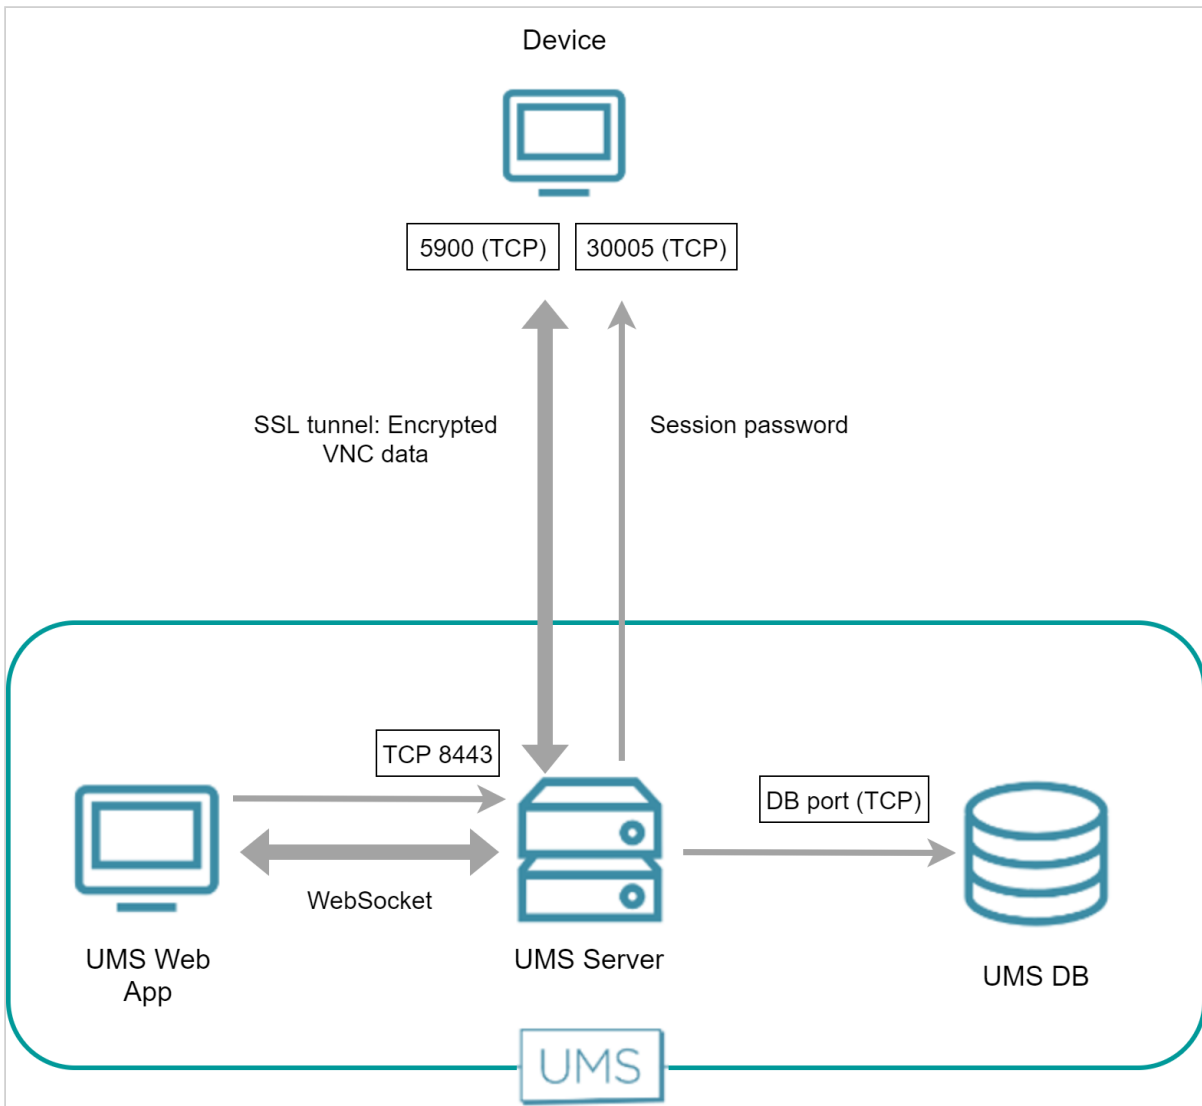 Device
5900 (TCP)
30005 (TCP)
SSL tunnel: Encrypted
VNC data
Session password
TCP 8443
DB port (TCP)
WebSocket
UMS Web
App
UMS Server
UMS DB
UMS